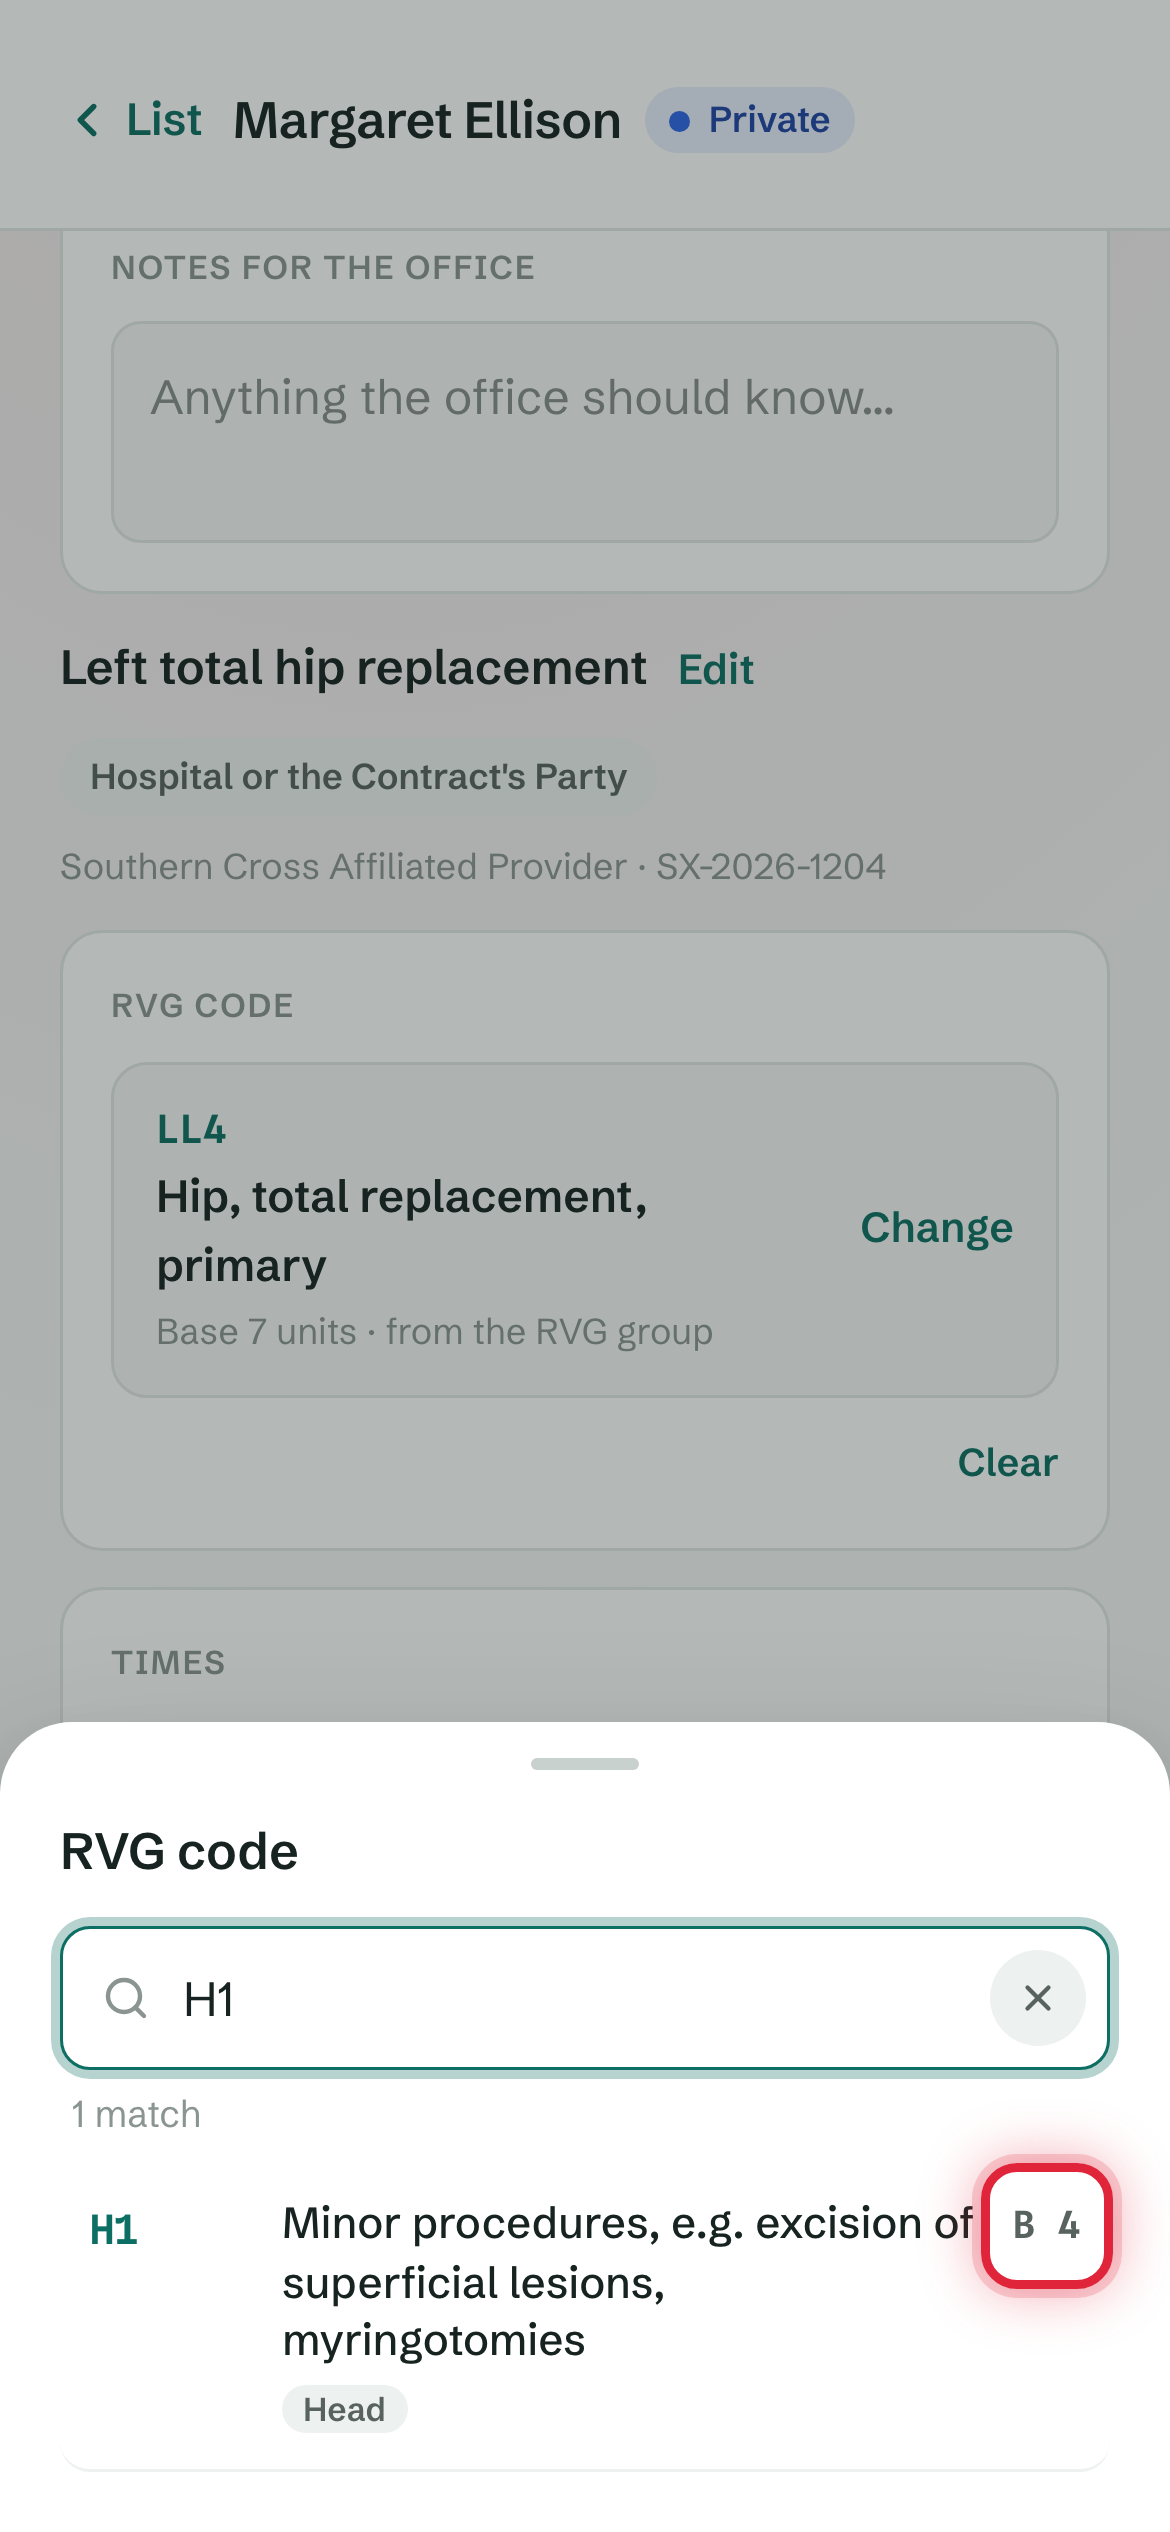 List Margaret Ellison Private
NOTES FOR THE OFFICE
Anything the office should know...
Left total hip replacement Edit
Hospital or the Contract's Party
Southern Cross Affiliated Provider · SX-2026-1204
RVG CODE
LL4
Hip, total replacement,
primary
Change
Base 7 units · from the RVG group
Clear
TIMES
RVG code
H1
1 match
H1 Minor procedures, e.g. excision of B 4
superficial lesions,
myringotomies
Head